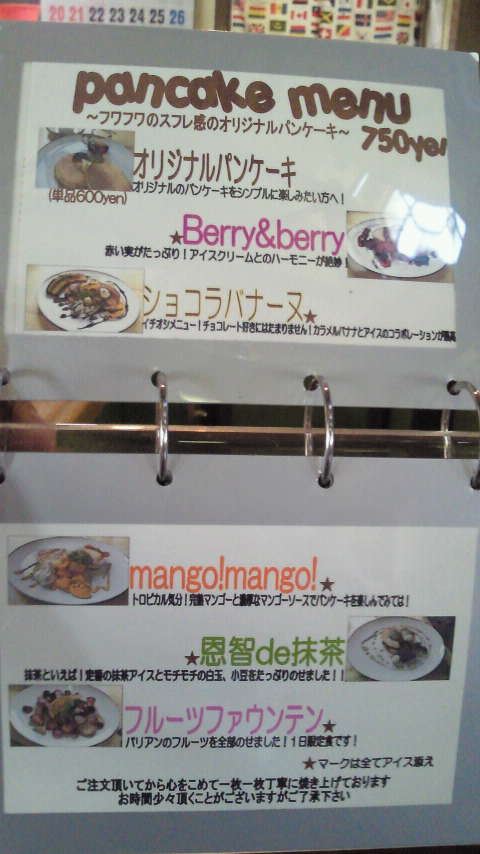 20 21 22 23 24 25 26
pancake menu
～フワフワのスフレ感のオリジナルパンケーキ～
750yen
オリジナルパンケーキ
(単品600yen)
オリジナルのパンケーキをシンプルに楽しみたい方へ！
★Berry&berry
赤い実がたっぷり！アイスクリームとのハーモニーが絶妙！
ショコラバナーヌ★
イチオシメニュー！チョコレート好きにはたまりません！カラメルバナナとアイスのコラボレーションが最高
mango!mango!★
トロピカル気分！完熟マンゴーと濃厚なマンゴーソースでパンケーキを楽しんでみては！
★恩智de抹茶
抹茶といえば！定番の抹茶アイスとモチモチの白玉、小豆をたっぷりのせました！！
フルーツファウンテン★
バリアンのフルーツを全部のせました！１日限定食です！
★マークは全てアイス添え
ご注文頂いてから心をこめて一枚一枚丁寧に焼き上げております
お時間少々頂くことがございますがご了承下さい